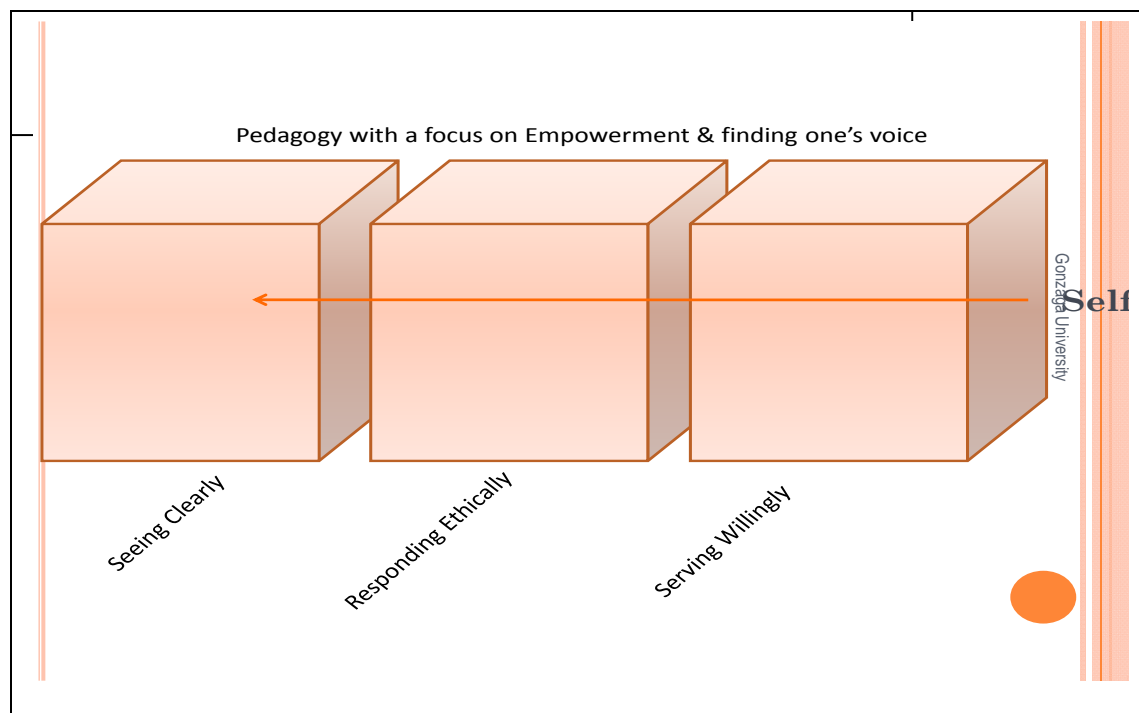 Pedagogy with a focus on Empowerment & finding one's voice
Self
Gonzaga University
Seeing Clearly
Responding Ethically
Serving Willingly